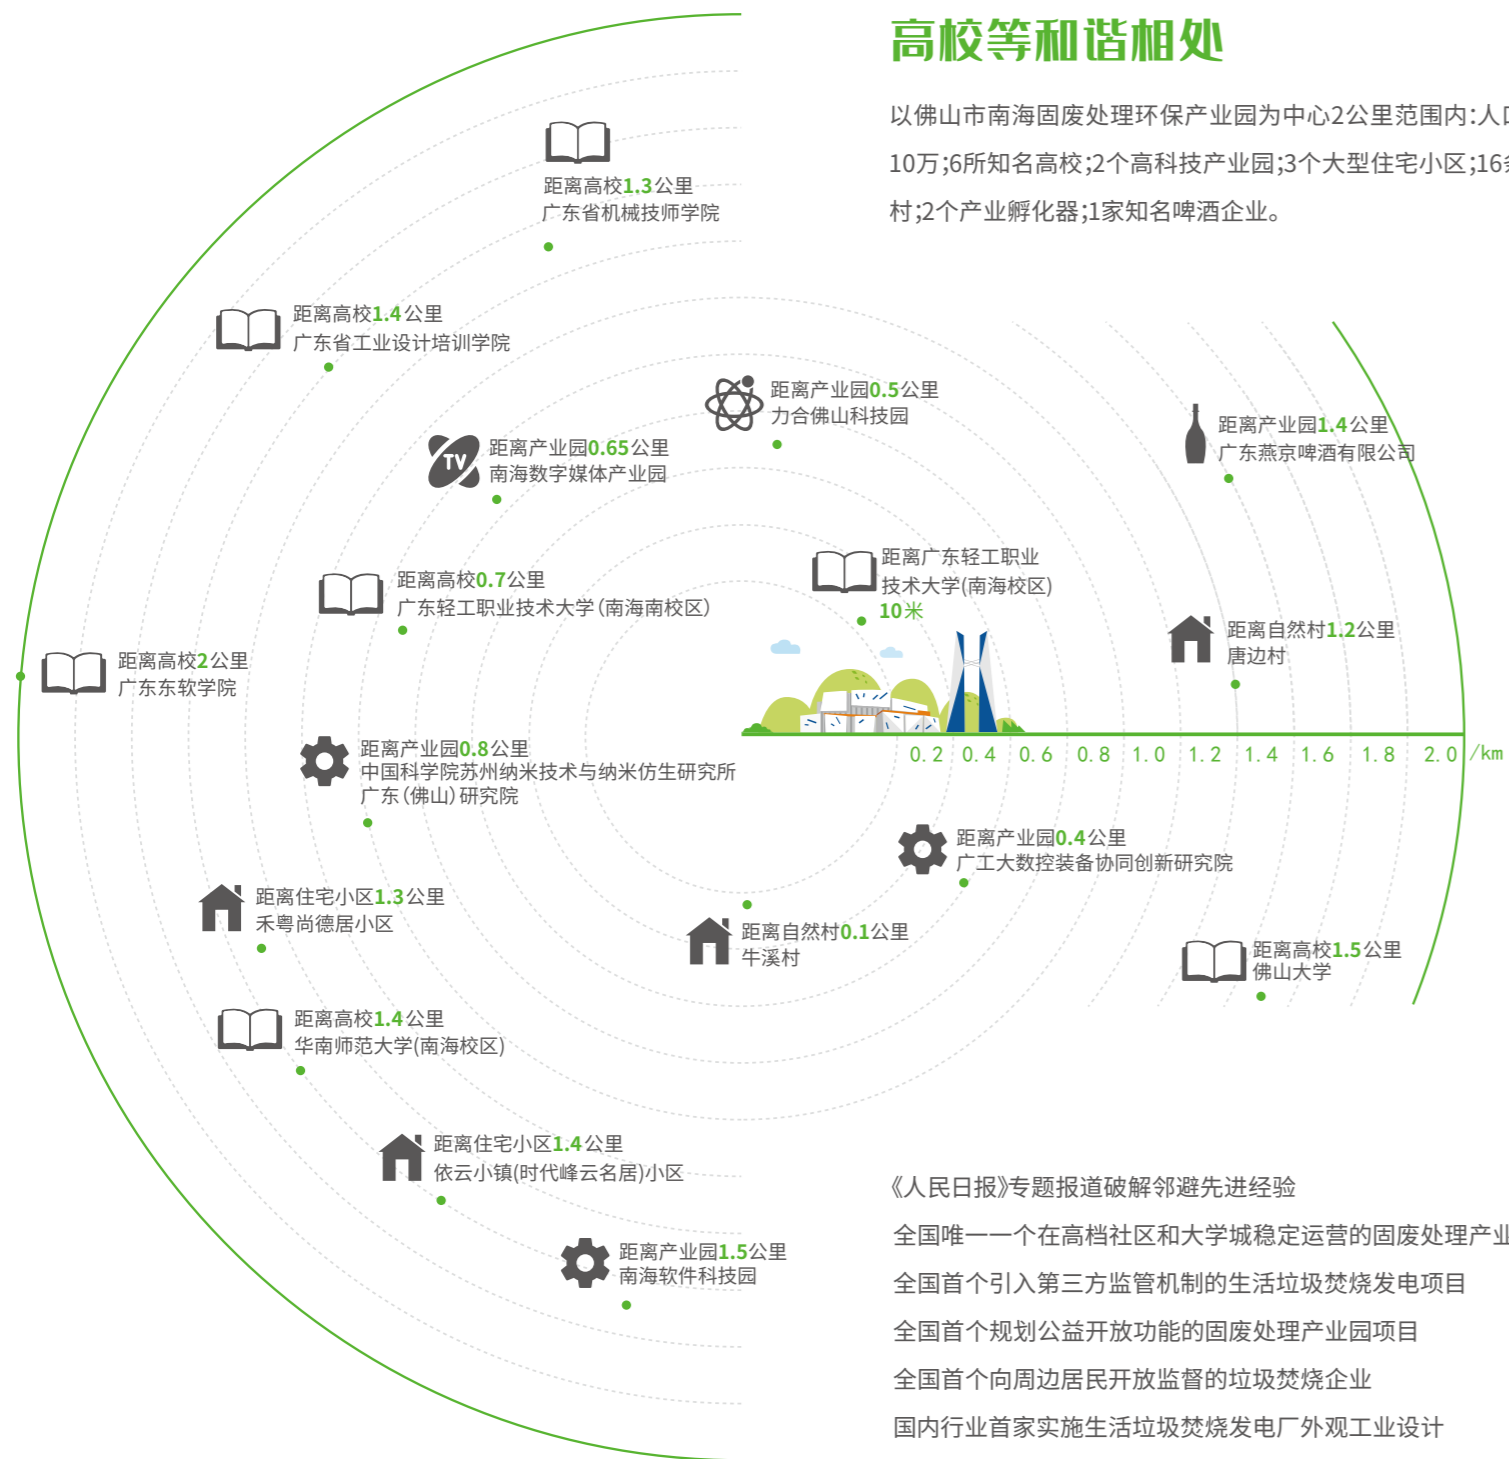 高校等和谐相处
以佛山市南海固废处理环保产业园为中心2公里范围内:人口
10万;6所知名高校;2个高科技产业园;3个大型住宅小区;16条
村;2个产业孵化器;1家知名啤酒企业。
距离高校1.3公里
广东省机械技师学院
距离高校1.4公里
广东省工业设计培训学院
距离产业园0.5公里
力合佛山科技园
距离产业园1.4公里
广东燕京啤酒有限公司
TV
距离产业园0.65公里
南海数字媒体产业园
距离广东轻工职业
技术大学(南海校区)
10米
距离高校0.7公里
广东轻工职业技术大学(南海南校区)
距离自然村1.2公里
唐边村
距离高校2公里
广东东软学院
距离产业园0.8公里
中国科学院苏州纳米技术与纳米仿生研究所
广东(佛山)研究院
0.2 0.4 0.6 0.8 1.0 1.2 1.4 1.6 1.8 2.0 /km
距离产业园0.4公里
广工大数控装备协同创新研究院
距离住宅小区1.3公里
禾粤尚德居小区
距离自然村0.1公里
牛溪村
距离高校1.5公里
佛山大学
距离高校1.4公里
华南师范大学(南海校区)
距离住宅小区1.4公里
依云小镇(时代峰云名居)小区
距离产业园1.5公里
南海软件科技园
《人民日报》专题报道破解邻避先进经验
全国唯一一个在高档社区和大学城稳定运营的固废处理产业
全国首个引入第三方监管机制的生活垃圾焚烧发电项目
全国首个规划公益开放功能的固废处理产业园项目
全国首个向周边居民开放监督的垃圾焚烧企业
国内行业首家实施生活垃圾焚烧发电厂外观工业设计